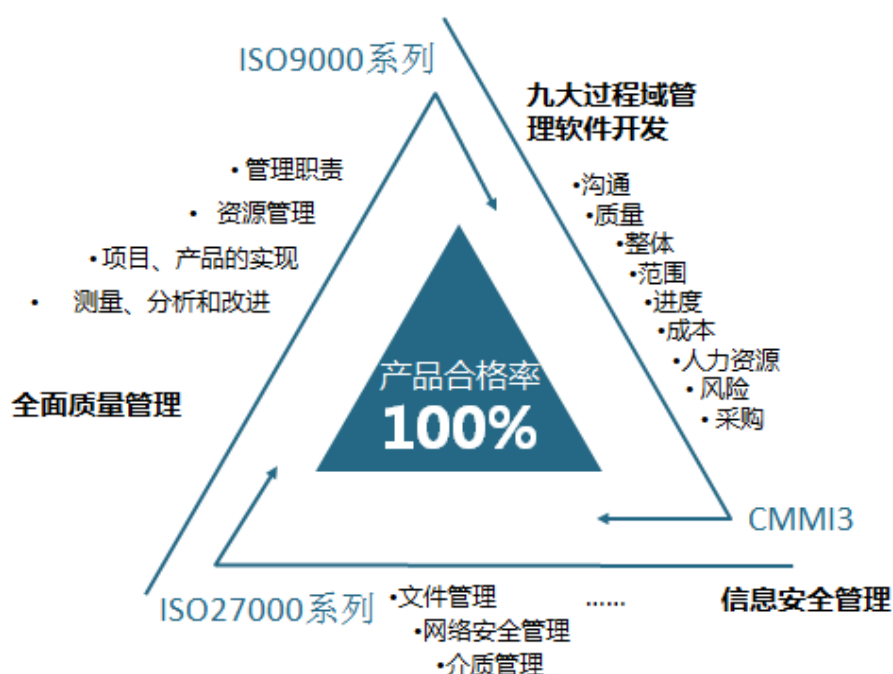 ISO9000系列
九大过程域管
理软件开发
•管理职责
• 资源管理
•项目、产品的实现
• 测量、分析和改进
全面质量管理
•沟通
•质量
•整体
•范围
•进度
•成本
•人力资源
•风险
•采购
产品合格率
100%
CMMI3
ISO27000系列
•文件管理 ……
•网络安全管理
•介质管理
信息安全管理